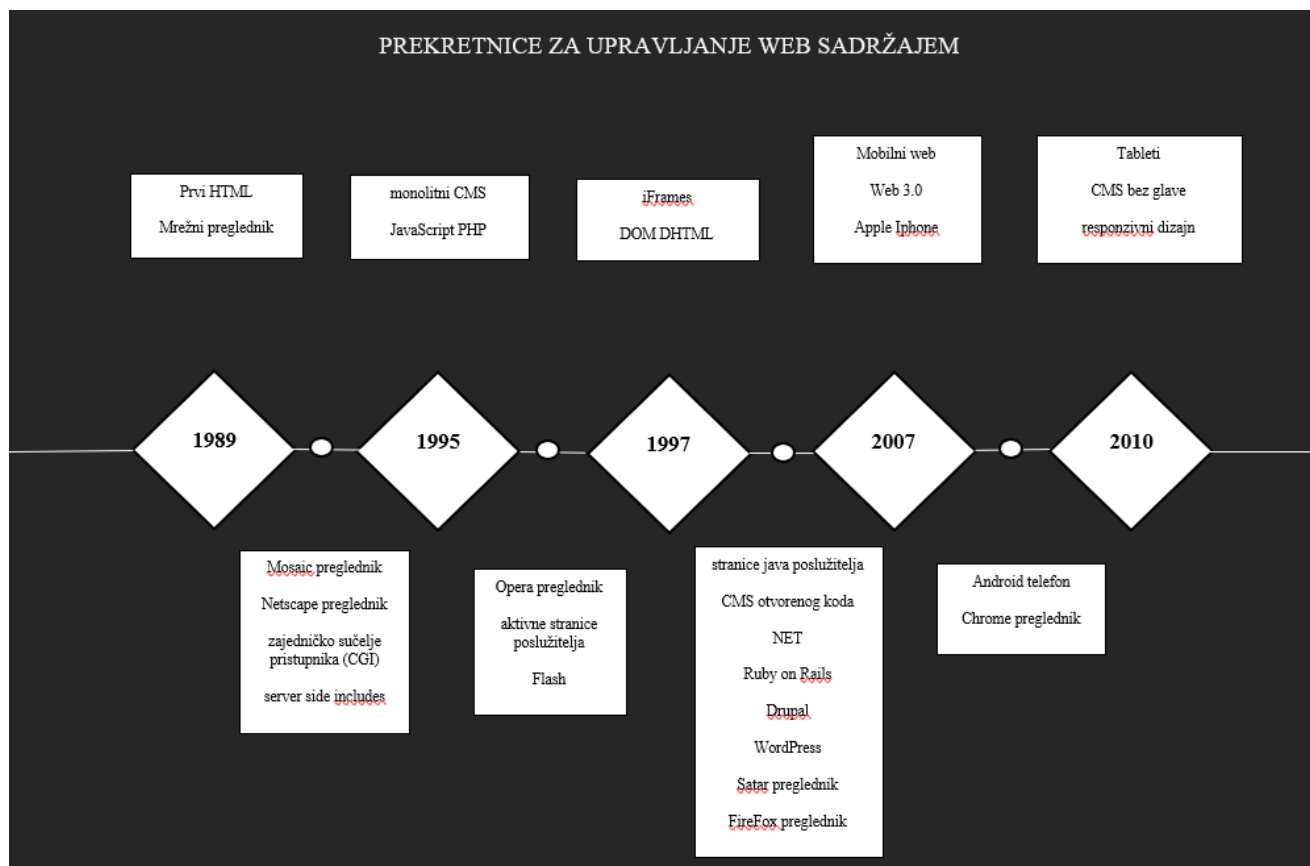 PREKRETNICE ZA UPRAVLJANJE WEB SADRŽAJEM
Prvi HTML
Mrežni preglednik
monolitni CMS
JavaScript PHP
iFrames
DOM DHTML
Mobilni web
Web 3.0
Apple Iphone
Tableti
CMS bez glave
responzivni dizajn
1989
1995
1997
2007
2010
Mosaic preglednik
Netscape preglednik
zajedničko sučelje
pristupnika (CGI)
server side includes
Opera preglednik
aktivne stranice
poslužitelja
Flash
stranice java poslužitelja
CMS otvorenog koda
NET
Ruby on Rails
Drupal
WordPress
Satar preglednik
FireFox preglednik
Android telefon
Chrome preglednik